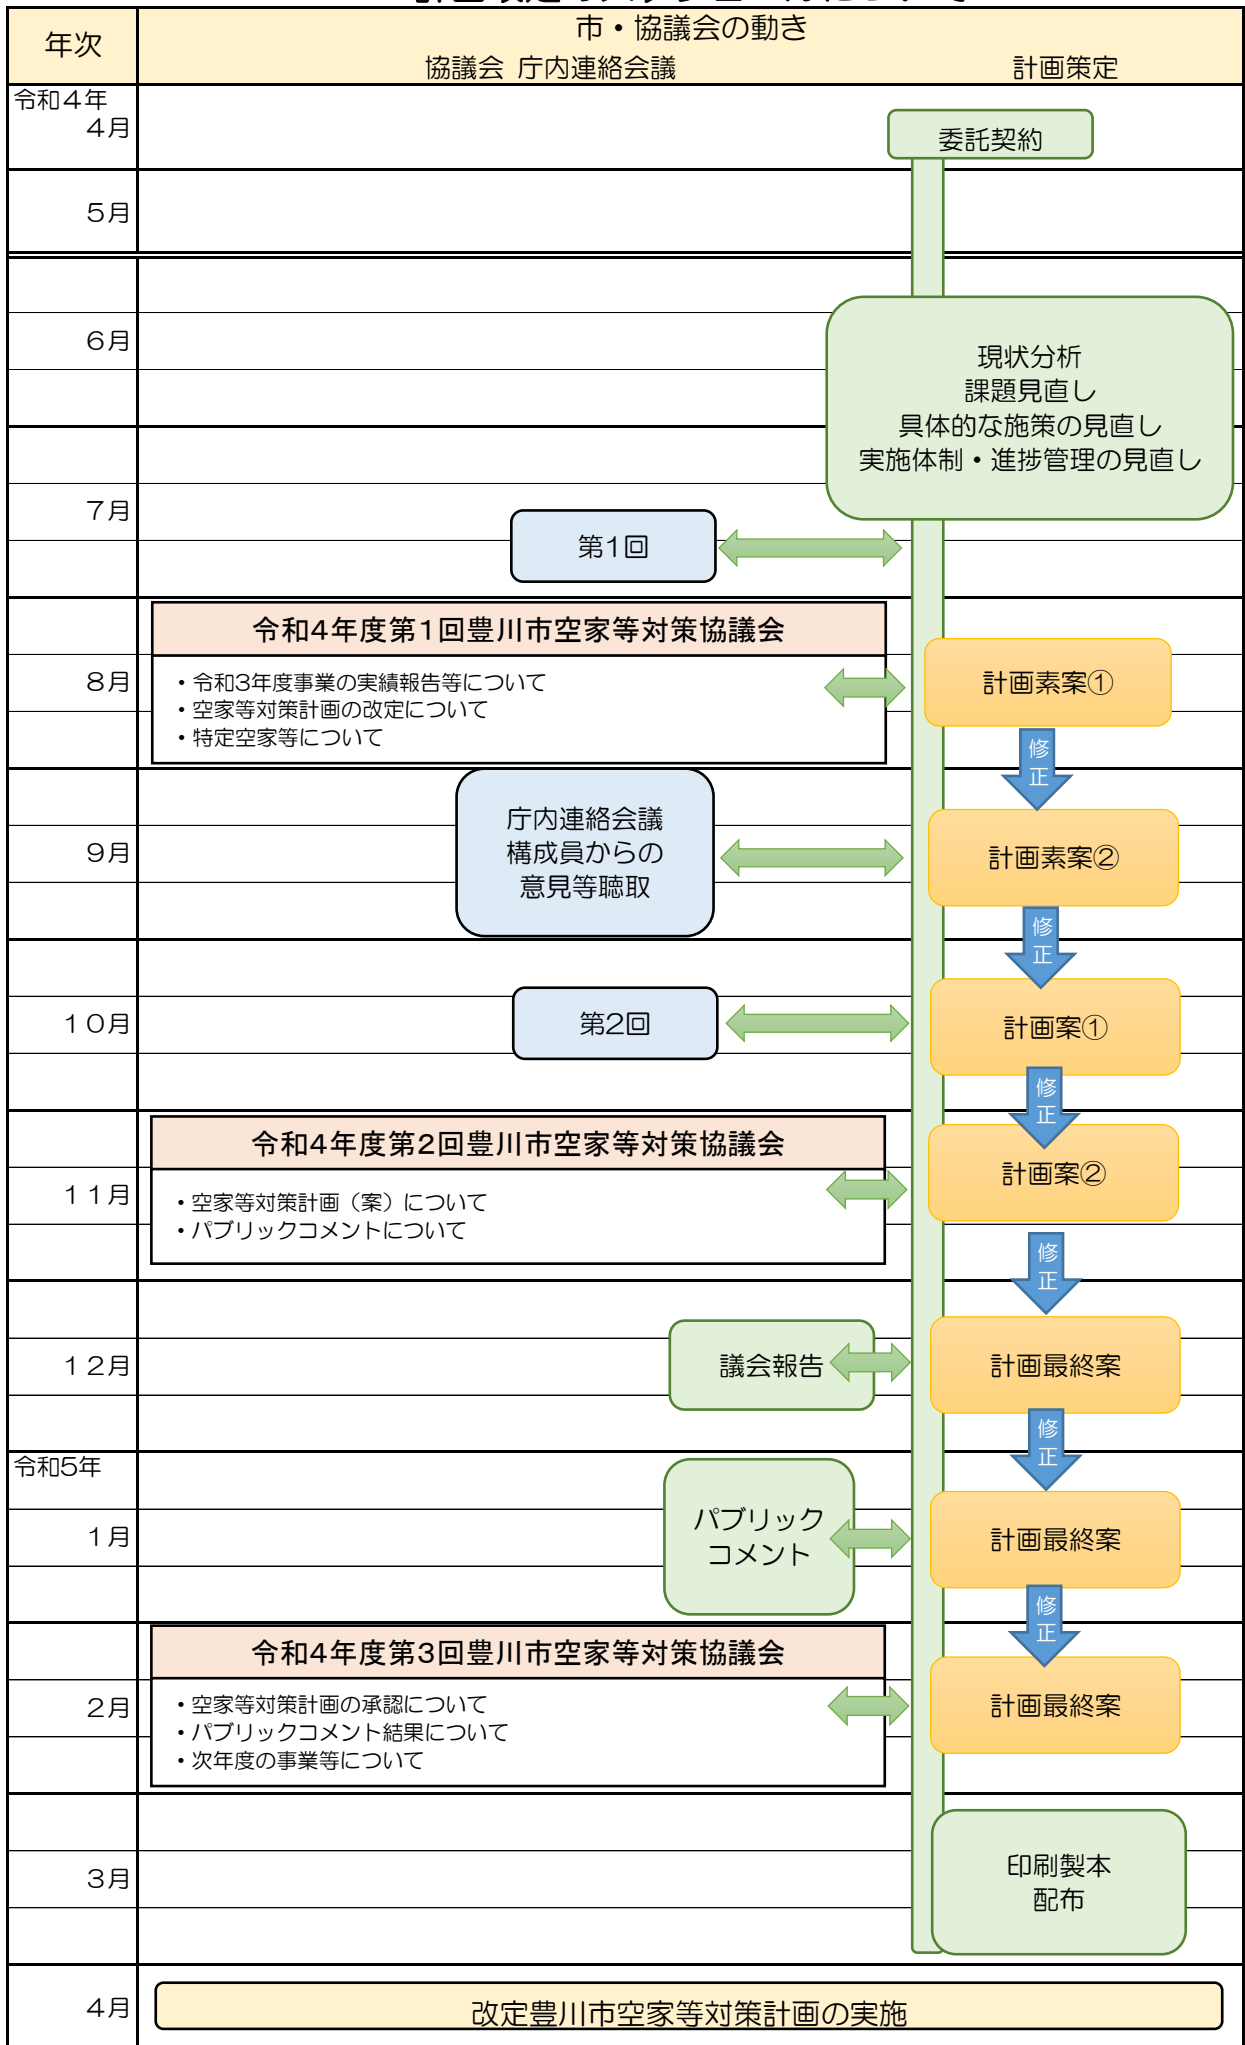 年次
市・協議会の動き
協議会 庁内連絡会議
計画策定
令和4年
4月
委託契約
5月
6月
現状分析
課題見直し
具体的な施策の見直し
実施体制・進捗管理の見直し
7月
第1回
令和4年度第1回豊川市空家等対策協議会
8月
・令和3年度事業の実績報告等について
・空家等対策計画の改定について
・特定空家等について
計画素案①
修
正
9月
庁内連絡会議
構成員からの
意見等聴取
計画素案②
修
正
10月
第2回
計画案①
修
正
令和4年度第2回豊川市空家等対策協議会
11月
・空家等対策計画（案）について
・パブリックコメントについて
計画案②
修
正
12月
議会報告
計画最終案
修
正
令和5年
1月
パブリック
コメント
計画最終案
修
正
令和4年度第3回豊川市空家等対策協議会
2月
・空家等対策計画の承認について
・パブリックコメント結果について
・次年度の事業等について
計画最終案
3月
印刷製本
配布
4月
改定豊川市空家等対策計画の実施